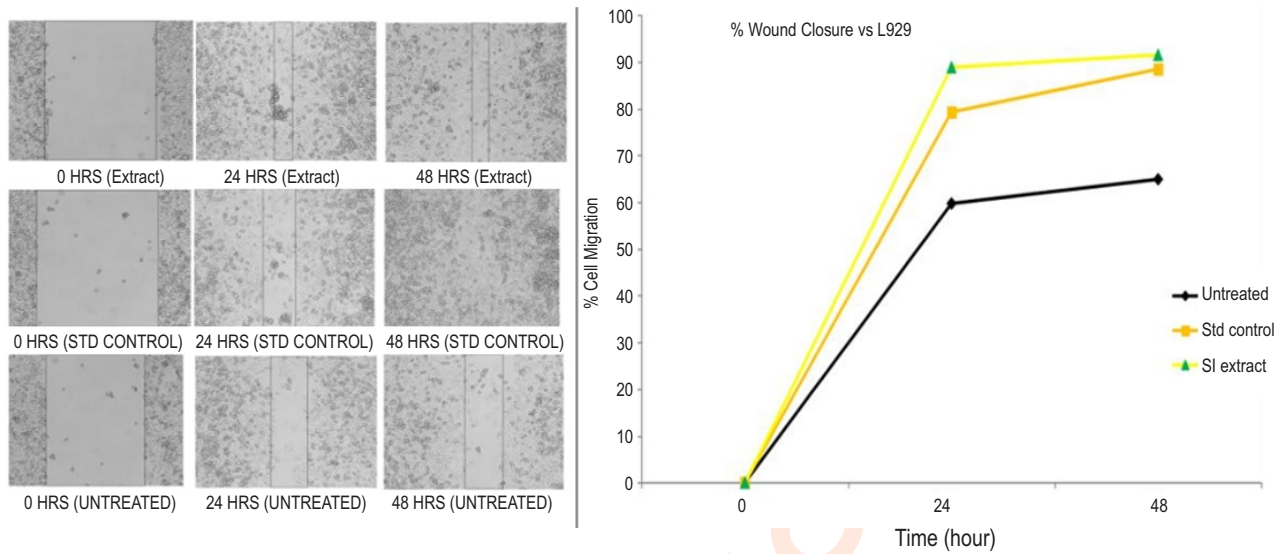 0 HRS (Extract)
24 HRS (Extract)
48 HRS (Extract)
0 HRS (STD CONTROL)
24 HRS (STD CONTROL)
48 HRS (STD CONTROL)
0 HRS (UNTREATED)
24 HRS (UNTREATED)
48 HRS (UNTREATED)
% Wound Closure vs L929
% Cell Migration
100
90
80
70
60
50
40
30
20
10
0
0
24
48
Time (hour)
Untreated
Std control
SI extract